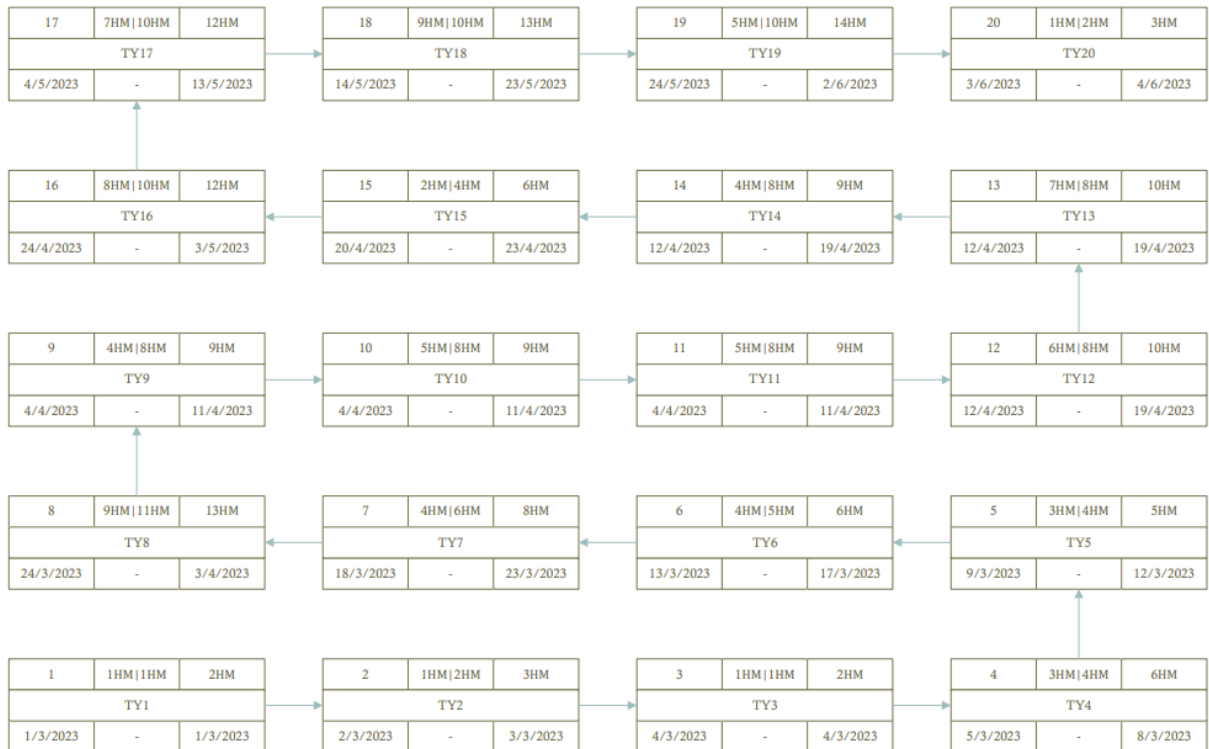 17 7HM|10HM 12HM
TY17
4/5/2023 - 13/5/2023
18 9HM|10HM 13HM
TY18
14/5/2023 - 23/5/2023
19 5HM|10HM 14HM
TY19
24/5/2023 - 2/6/2023
20 1HM|2HM 3HM
TY20
3/6/2023 - 4/6/2023
16 8HM|10HM 12HM
TY16
24/4/2023 - 3/5/2023
15 2HM|4HM 6HM
TY15
20/4/2023 - 23/4/2023
14 4HM|8HM 9HM
TY14
12/4/2023 - 19/4/2023
13 7HM|8HM 10HM
TY13
12/4/2023 - 19/4/2023
9 4HM|8HM 9HM
TY9
4/4/2023 - 11/4/2023
10 5HM|8HM 9HM
TY10
4/4/2023 - 11/4/2023
11 5HM|8HM 9HM
TY11
4/4/2023 - 11/4/2023
12 6HM|8HM 10HM
TY12
12/4/2023 - 19/4/2023
8 9HM|11HM 13HM
TY8
24/3/2023 - 3/4/2023
7 4HM|6HM 8HM
TY7
18/3/2023 - 23/3/2023
6 4HM|5HM 6HM
TY6
13/3/2023 - 17/3/2023
5 3HM|4HM 5HM
TY5
9/3/2023 - 12/3/2023
1 1HM|1HM 2HM
TY1
1/3/2023 - 1/3/2023
2 1HM|2HM 3HM
TY2
2/3/2023 - 3/3/2023
3 1HM|1HM 2HM
TY3
4/3/2023 - 4/3/2023
4 3HM|4HM 6HM
TY4
5/3/2023 - 8/3/2023